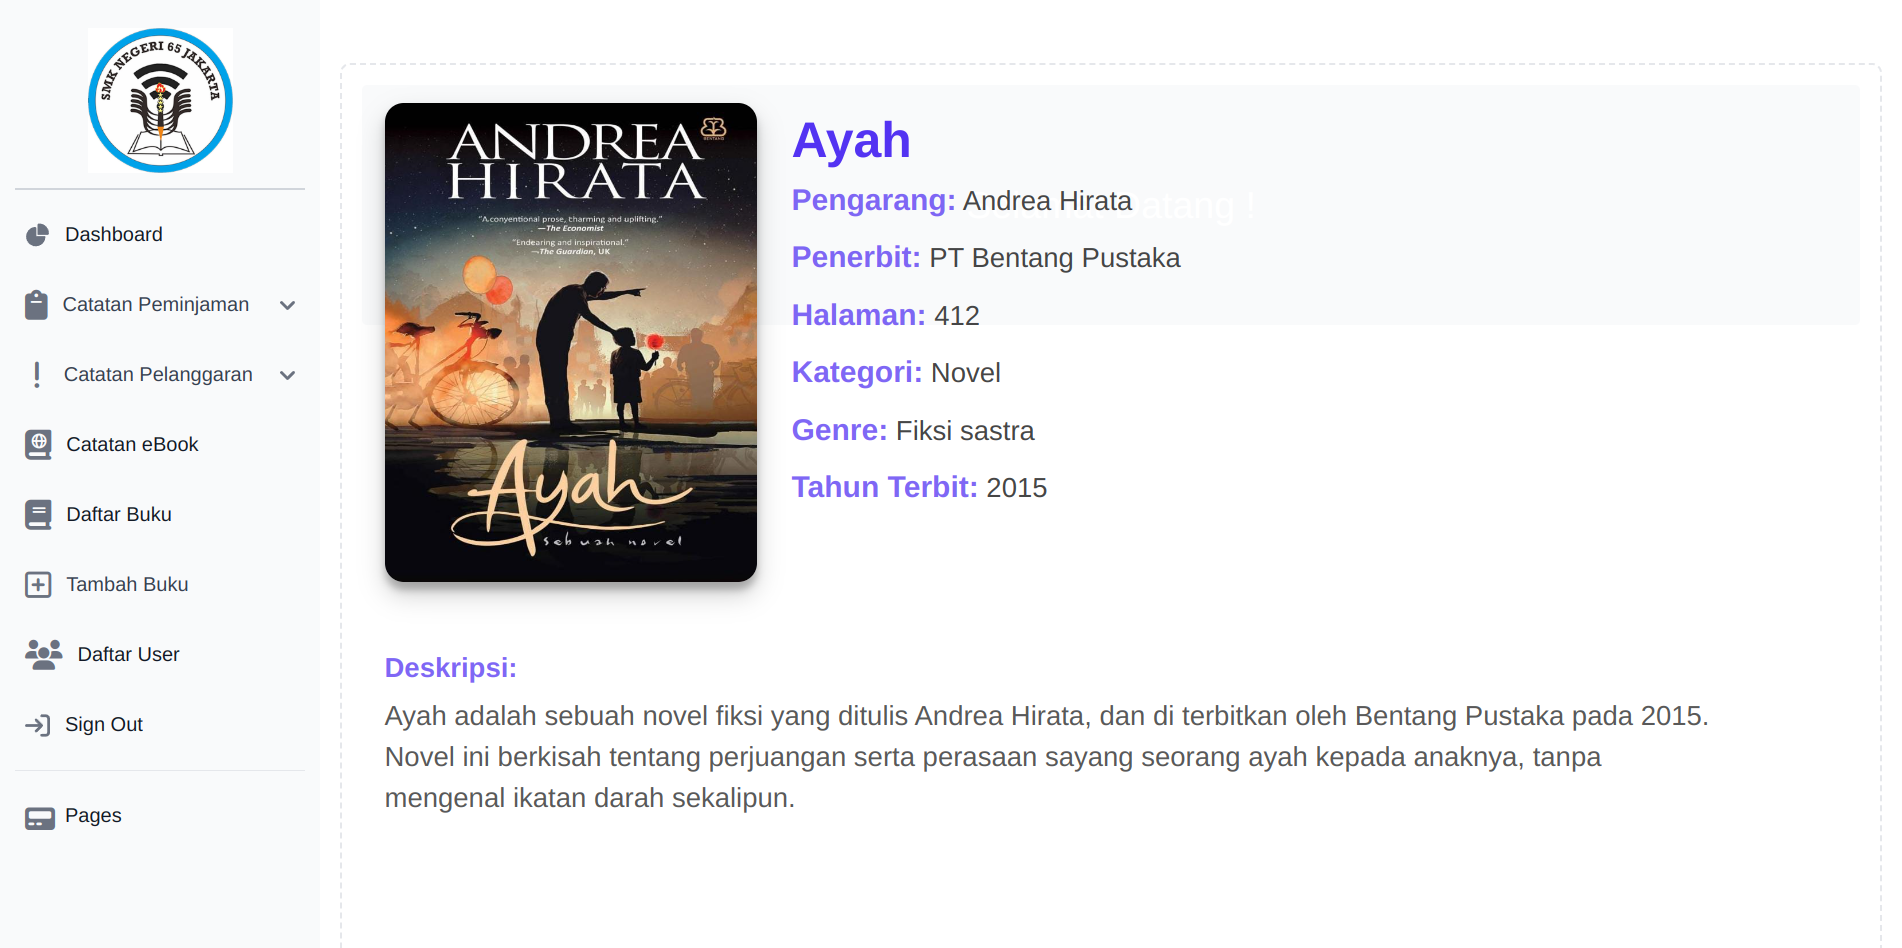 SMK NEGERI 65 JAKARTA
Dashboard
Catatan Peminjaman
Catatan Pelanggaran
Catatan eBook
Daftar Buku
Tambah Buku
Daftar User
Sign Out
Pages
ANDREA
HIRATA
BENTANG
"A conventional prose, charming and uplifting."
—The Economist
"Endearing and inspirational."
—The Guardian, UK
Ayah
sebuah novel
Ayah
Pengarang: Andrea Hirata
Datang !
Penerbit: PT Bentang Pustaka
Halaman: 412
Kategori: Novel
Genre: Fiksi sastra
Tahun Terbit: 2015
Deskripsi:
Ayah adalah sebuah novel fiksi yang ditulis Andrea Hirata, dan di terbitkan oleh Bentang Pustaka pada 2015.
Novel ini berkisah tentang perjuangan serta perasaan sayang seorang ayah kepada anaknya, tanpa
mengenal ikatan darah sekalipun.